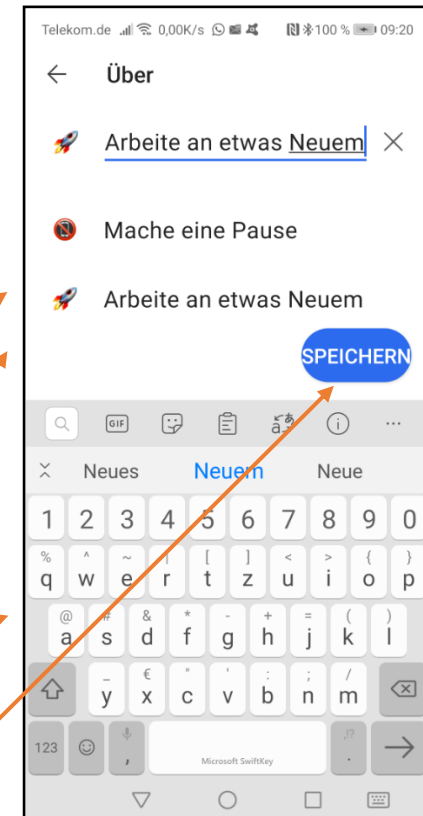 Telekom.de 0,00K/s 100 % 09:20
Über
Arbeite an etwas Neuem
Mache eine Pause
Arbeite an etwas Neuem
SPEICHERN
GIF あ ...
Neues Neuem Neue
1 2 3 4 5 6 7 8 9 0
% ^ ~ | [ ] < > { }
q w e r t z u i o p
@ # & * - + = ( )
a s d f g h j k l
_ € " ' : ; /
y x c v b n m
123 , Microsoft SwiftKey ,!? .